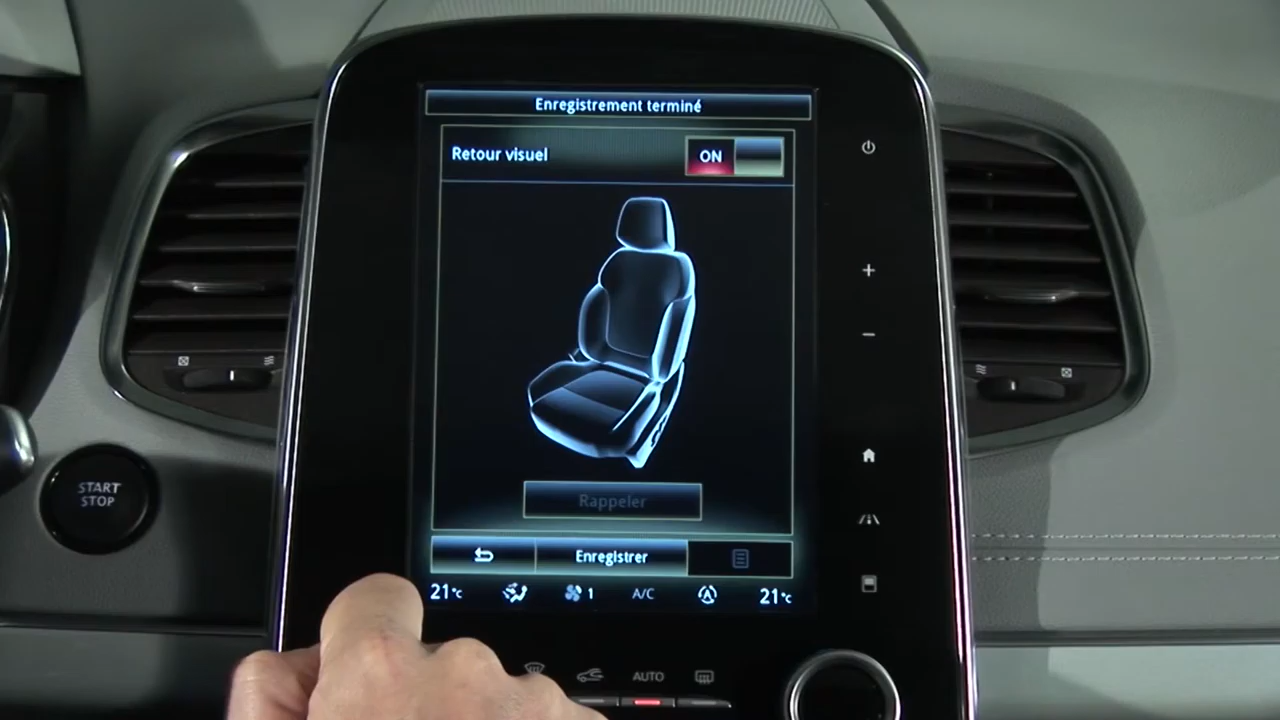 Enregistrement terminé
Retour visuel
ON
START
STOP
Rappeler
Enregistrer
21°c
1
A/C
21°c
AUTO